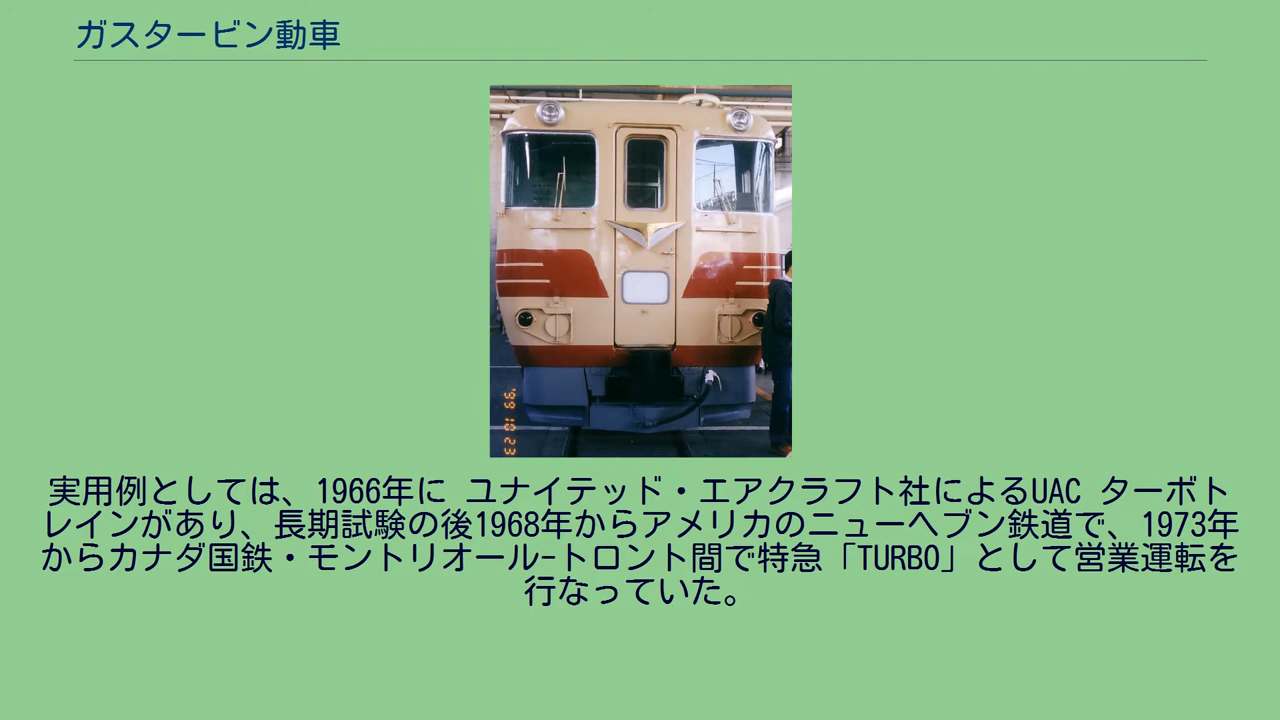 ガスタービン動車
'99 10 23
実用例としては、1966年に ユナイテッド・エアクラフト社によるUAC ターボト
レインがあり、長期試験の後1968年からアメリカのニューヘブン鉄道で、1973年
からカナダ国鉄・モントリオール-トロント間で特急「TURBO」として営業運転を
行なっていた。